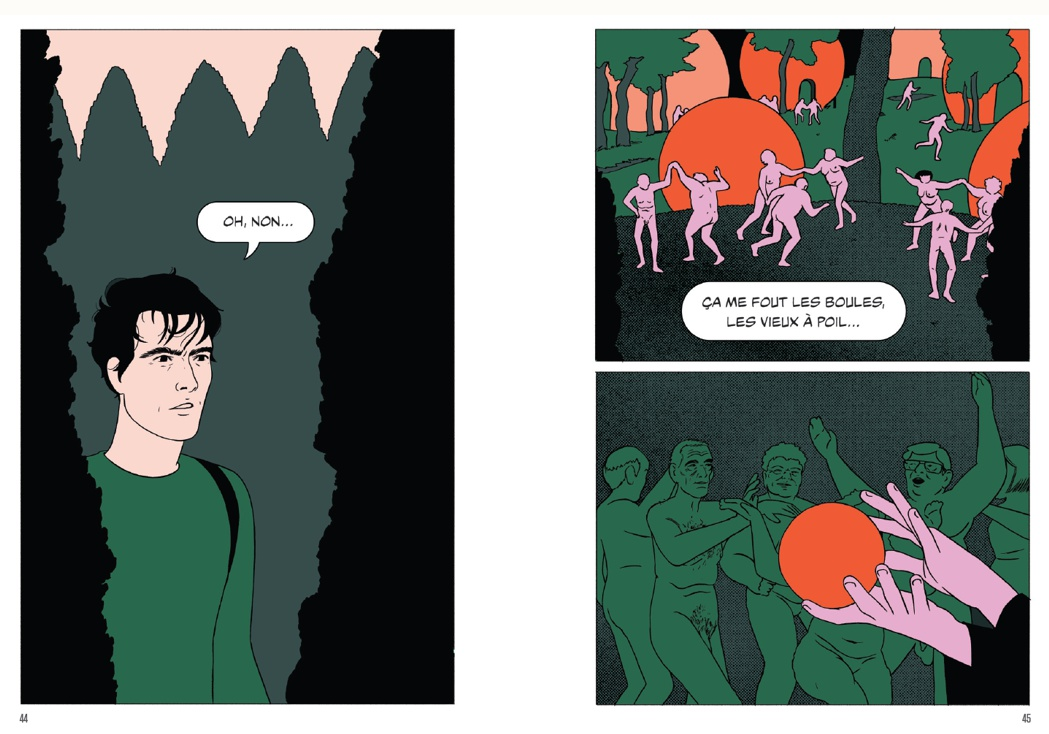 OH, NON...
ÇA ME FOUT LES BOULES,
LES VIEUX À POIL...
44
45